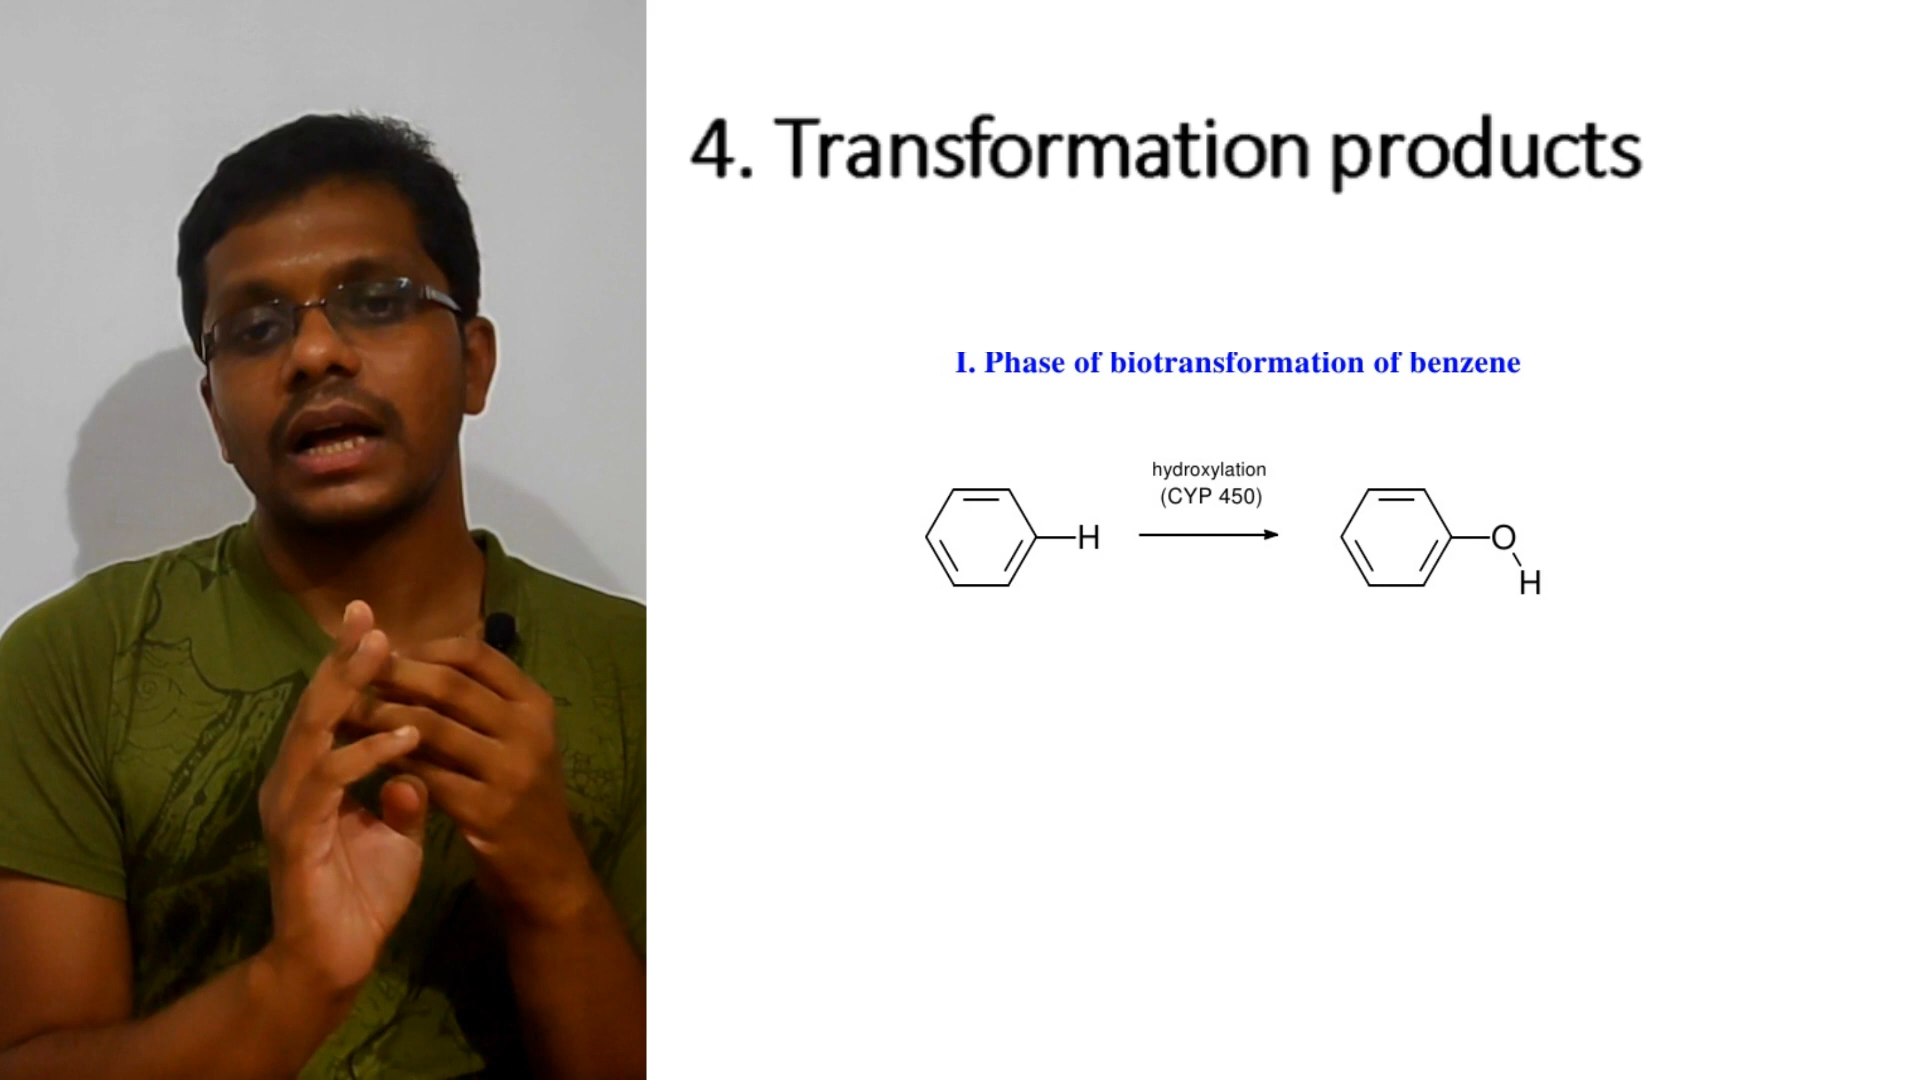 4. Transformation products
I. Phase of biotransformation of benzene
hydroxylation
(CYP 450)
H
O
H